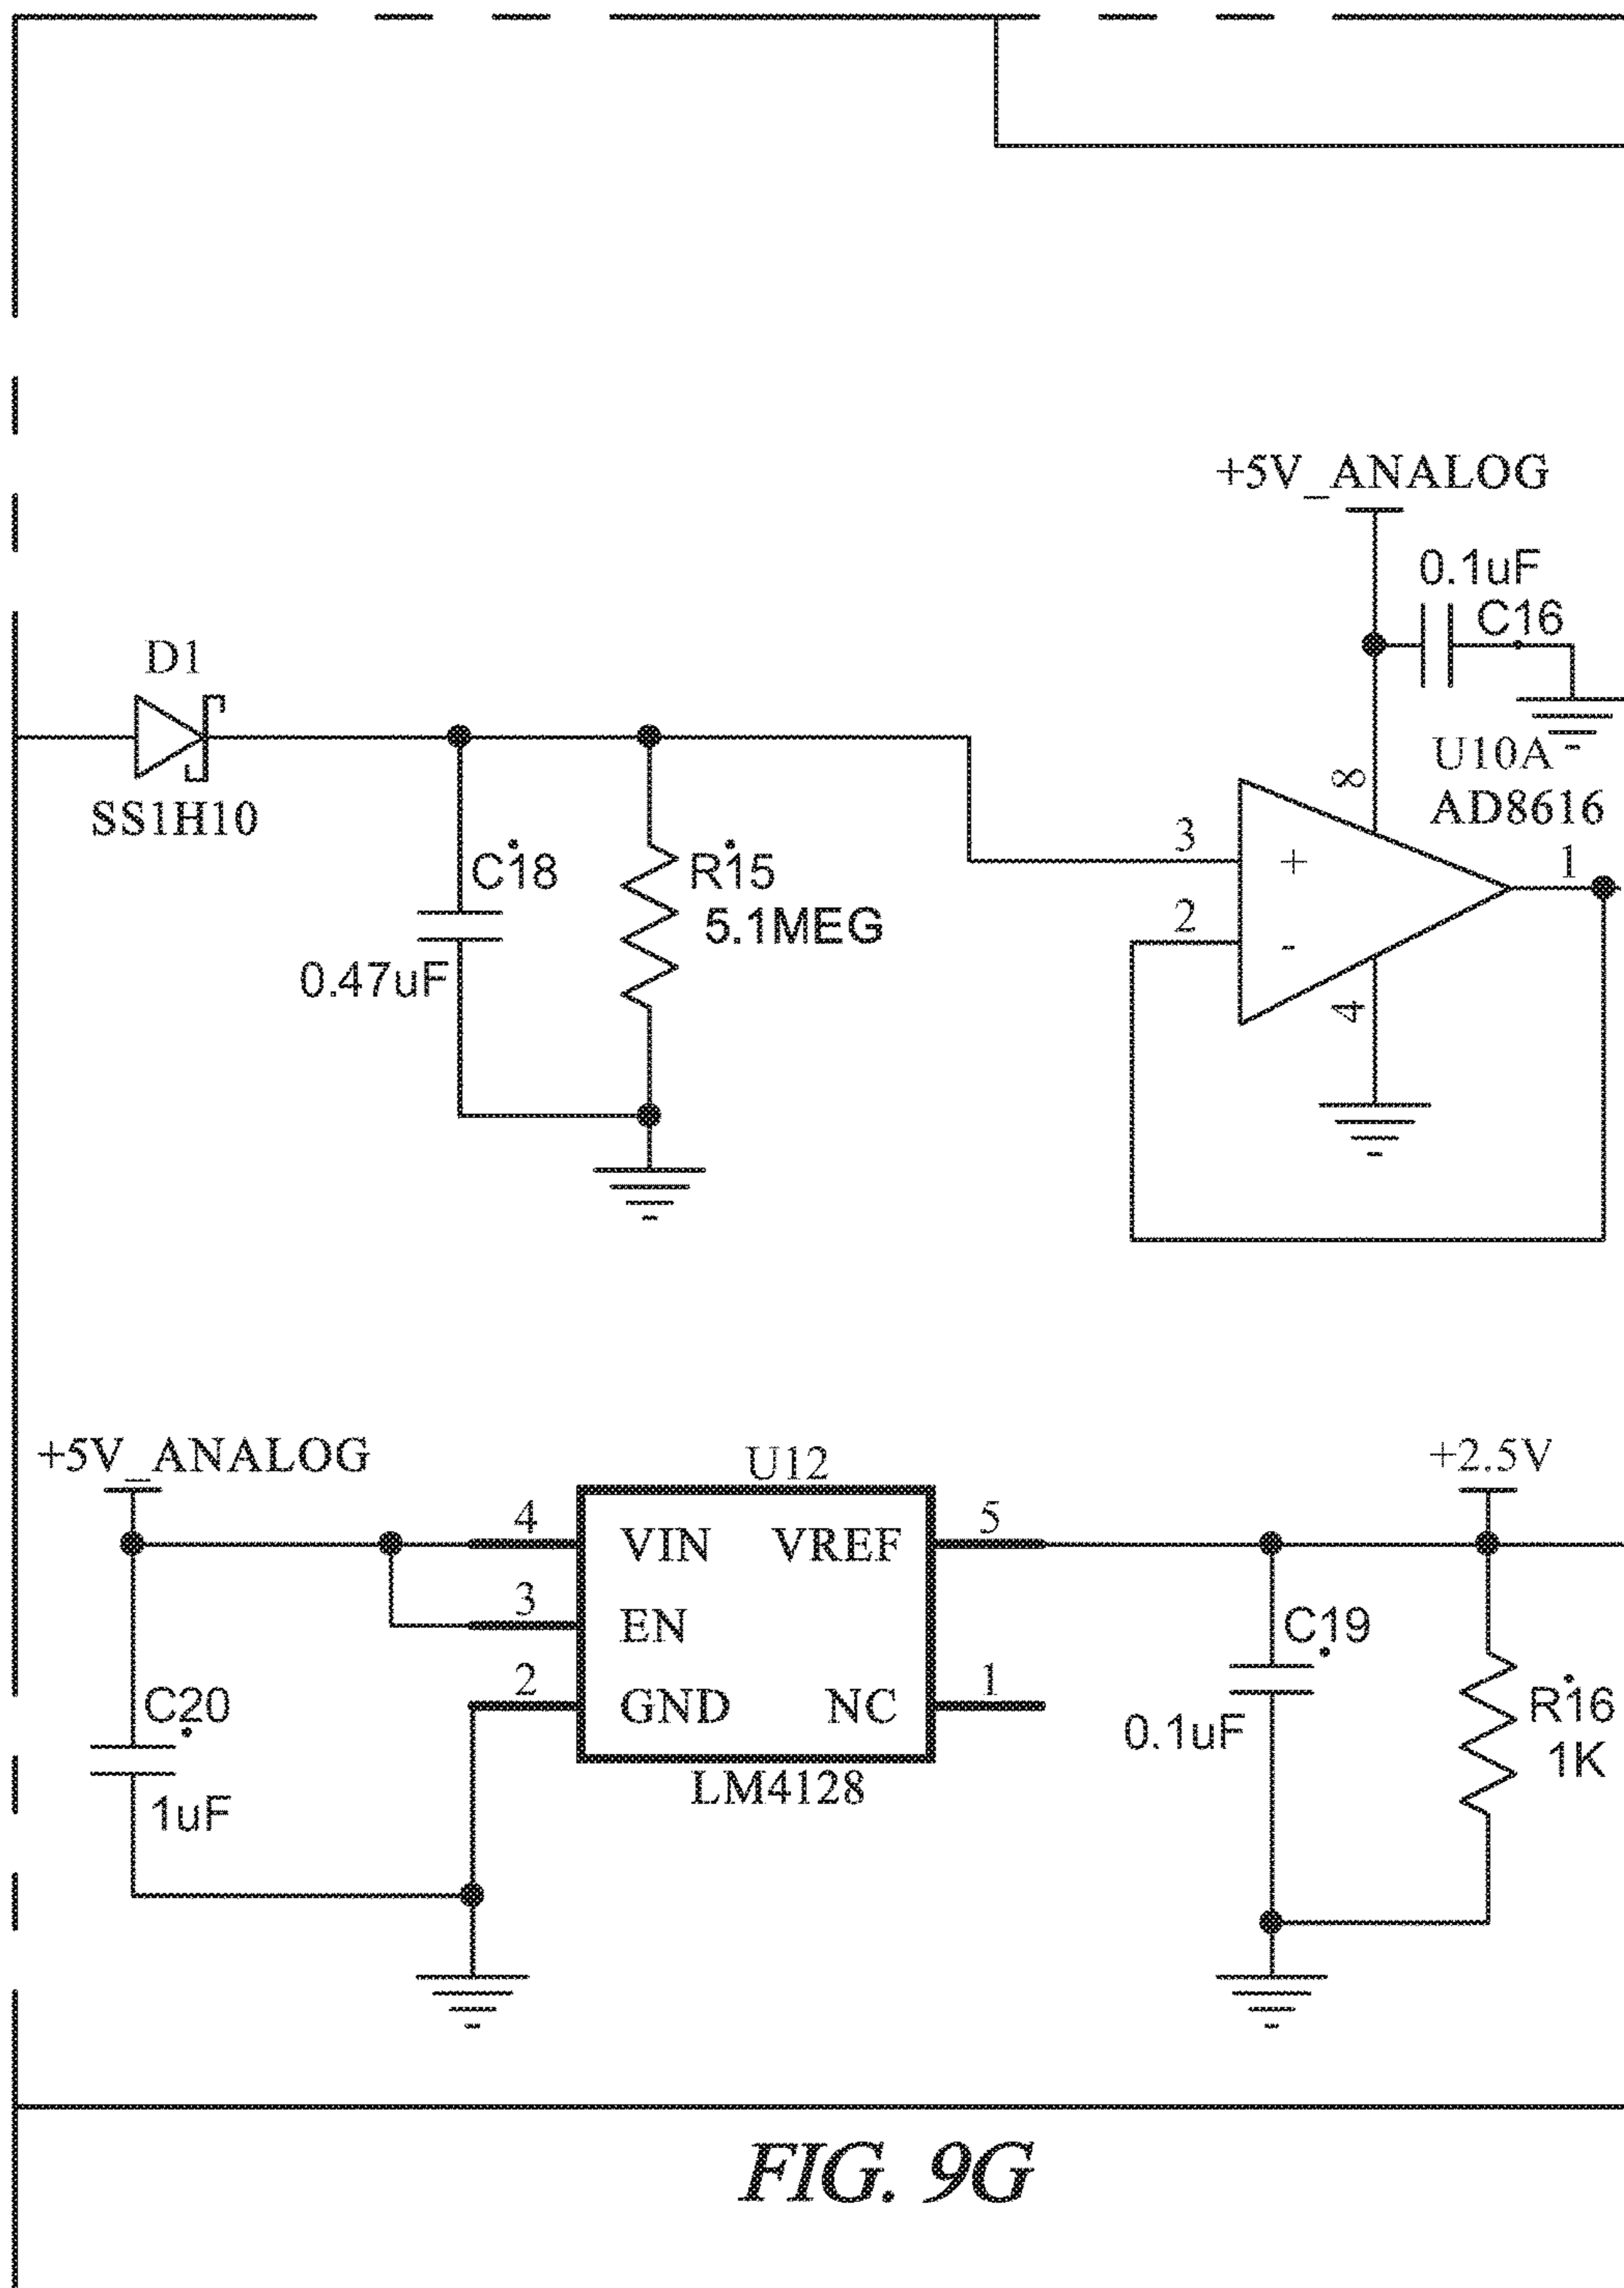 +5V_ANALOG
0.1uF
C16
D1
SS1H10
U10A
AD8616
8
3
+
1
2
-
4
C18
0.47uF
R15
5.1MEG
+5V_ANALOG
U12
+2.5V
4
VIN
VREF
5
3
EN
2
GND
NC
1
LM4128
C20
1uF
C19
0.1uF
R16
1K
FIG. 9G